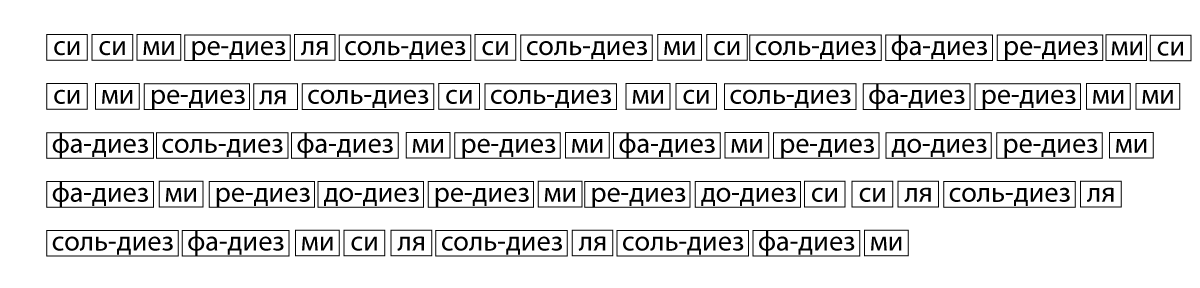 си си ми ре-диез ля соль-диез си соль-диез ми си соль-диез фа-диез ре-диез ми си
си ми ре-диез ля соль-диез си соль-диез ми си соль-диез фа-диез ре-диез ми ми
фа-диез соль-диез фа-диез ми ре-диез ми фа-диез ми ре-диез до-диез ре-диез ми
фа-диез ми ре-диез до-диез ре-диез ми ре-диез до-диез си си ля соль-диез ля
соль-диез фа-диез ми си ля соль-диез ля соль-диез фа-диез ми